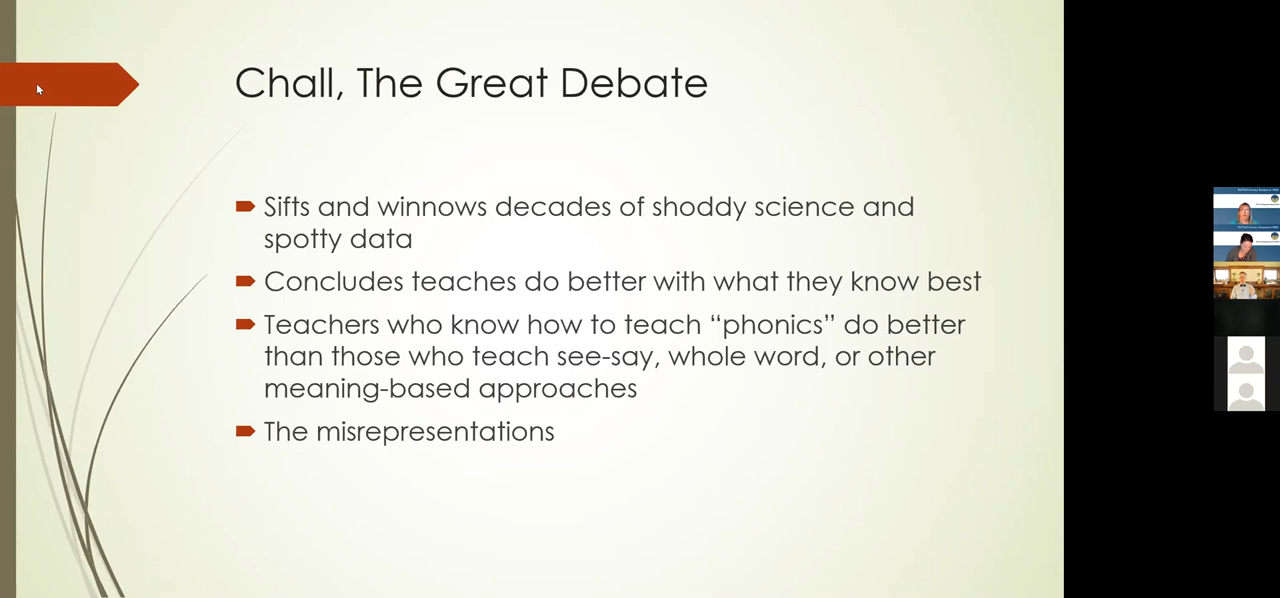 Chall, The Great Debate
Sifts and winnows decades of shoddy science and
spotty data
Concludes teaches do better with what they know best
Teachers who know how to teach “phonics” do better
than those who teach see-say, whole word, or other
meaning-based approaches
The misrepresentations